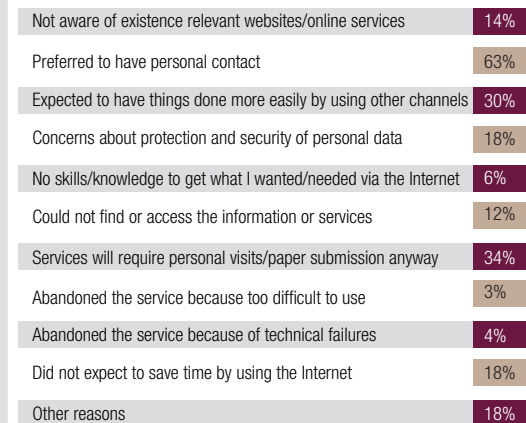 Not aware of existence relevant websites/online services 14%
Preferred to have personal contact 63%
Expected to have things done more easily by using other channels 30%
Concerns about protection and security of personal data 18%
No skills/knowledge to get what I wanted/needed via the Internet 6%
Could not find or access the information or services 12%
Services will require personal visits/paper submission anyway 34%
Abandoned the service because too difficult to use 3%
Abandoned the service because of technical failures 4%
Did not expect to save time by using the Internet 18%
Other reasons 18%